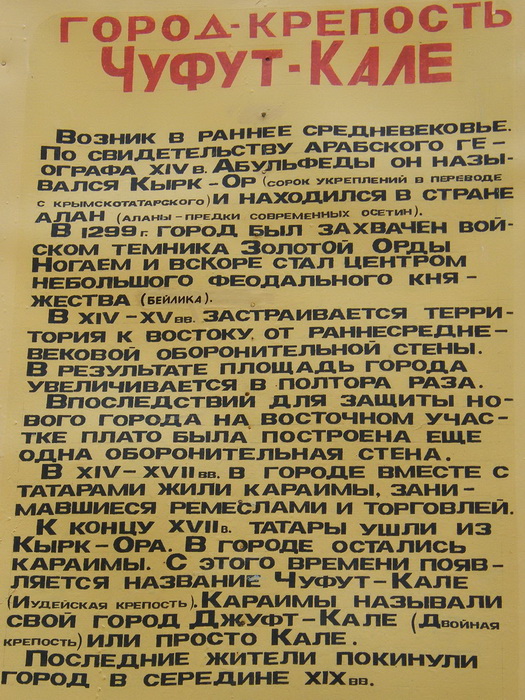 ГОРОД-КРЕПОСТЬ
ЧУФУТ-КАЛЕ
ВОЗНИК В РАННЕЕ СРЕДНЕВЕКОВЬЕ.
ПО СВИДЕТЕЛЬСТВУ АРАБСКОГО ГЕ-
ОГРАФА XIV В. АБУЛЬФЕДЫ ОН НАЗЫ-
ВАЛСЯ КЫРК-ОР (СОРОК УКРЕПЛЕНИЙ В ПЕРЕВОДЕ
С КРЫМСКОТАТАРСКОГО) И НАХОДИЛСЯ В СТРАНЕ
АЛАН (АЛАНЫ-ПРЕДКИ СОВРЕМЕННЫХ ОСЕТИН).
В 1299 Г. ГОРОД БЫЛ ЗАХВАЧЕН ВОЙ-
СКОМ ТЕМНИКА ЗОЛОТОЙ ОРДЫ
НОГАЕМ И ВСКОРЕ СТАЛ ЦЕНТРОМ
НЕБОЛЬШОГО ФЕОДАЛЬНОГО КНЯ-
ЖЕСТВА (БЕЙЛИКА).
В XIV-XV ВВ. ЗАСТРАИВАЕТСЯ ТЕРРИ-
ТОРИЯ К ВОСТОКУ ОТ РАННЕСРЕДНЕ-
ВЕКОВОЙ ОБОРОНИТЕЛЬНОЙ СТЕНЫ.
В РЕЗУЛЬТАТЕ ПЛОЩАДЬ ГОРОДА
УВЕЛИЧИВАЕТСЯ В ПОЛТОРА РАЗА.
ВПОСЛЕДСТВИЙ ДЛЯ ЗАЩИТЫ НО-
ВОГО ГОРОДА НА ВОСТОЧНОМ УЧАС-
ТКЕ ПЛАТО БЫЛА ПОСТРОЕНА ЕЩЕ
ОДНА ОБОРОНИТЕЛЬНАЯ СТЕНА.
В XIV-XVII ВВ. В ГОРОДЕ ВМЕСТЕ С
ТАТАРАМИ ЖИЛИ КАРАИМЫ, ЗАНИ-
МАВШИЕСЯ РЕМЕСЛАМИ И ТОРГОВЛЕЙ.
К КОНЦУ XVII В. ТАТАРЫ УШЛИ ИЗ
КЫРК-ОРА. В ГОРОДЕ ОСТАЛИСЬ
КАРАИМЫ. С ЭТОГО ВРЕМЕНИ ПОЯВ-
ЛЯЕТСЯ НАЗВАНИЕ ЧУФУТ-КАЛЕ
(ИУДЕЙСКАЯ КРЕПОСТЬ). КАРАИМЫ НАЗЫВАЛИ
СВОЙ ГОРОД ДЖУФТ-КАЛЕ (ДВОЙНАЯ
КРЕПОСТЬ) ИЛИ ПРОСТО КАЛЕ.
ПОСЛЕДНИЕ ЖИТЕЛИ ПОКИНУЛИ
ГОРОД В СЕРЕДИНЕ XIX ВВ.